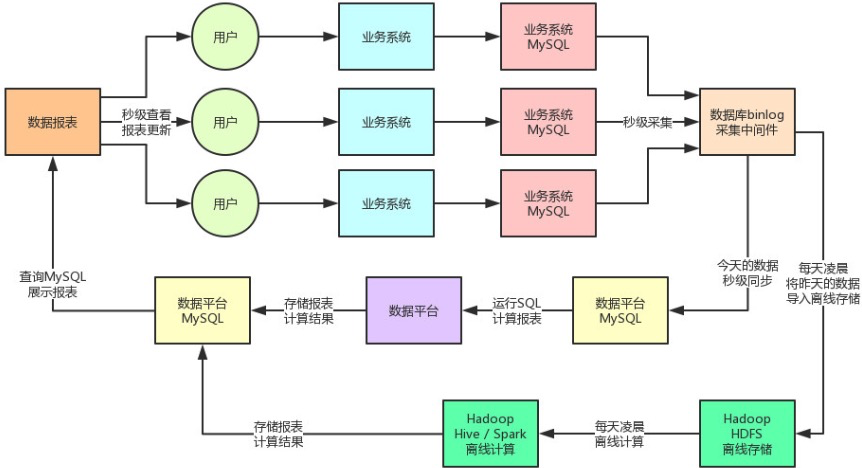 用户
业务系统
业务系统
MySQL
数据报表
秒级查看
报表更新
用户
业务系统
业务系统
MySQL
秒级采集
数据库binlog
采集中间件
用户
业务系统
业务系统
MySQL
今天的数据
秒级同步
每天凌晨
将昨天的数据
导入离线存储
查询MySQL
展示报表
数据平台
MySQL
存储报表
计算结果
数据平台
运行SQL
计算报表
数据平台
MySQL
存储报表
计算结果
Hadoop
Hive / Spark
离线计算
每天凌晨
离线计算
Hadoop
HDFS
离线存储